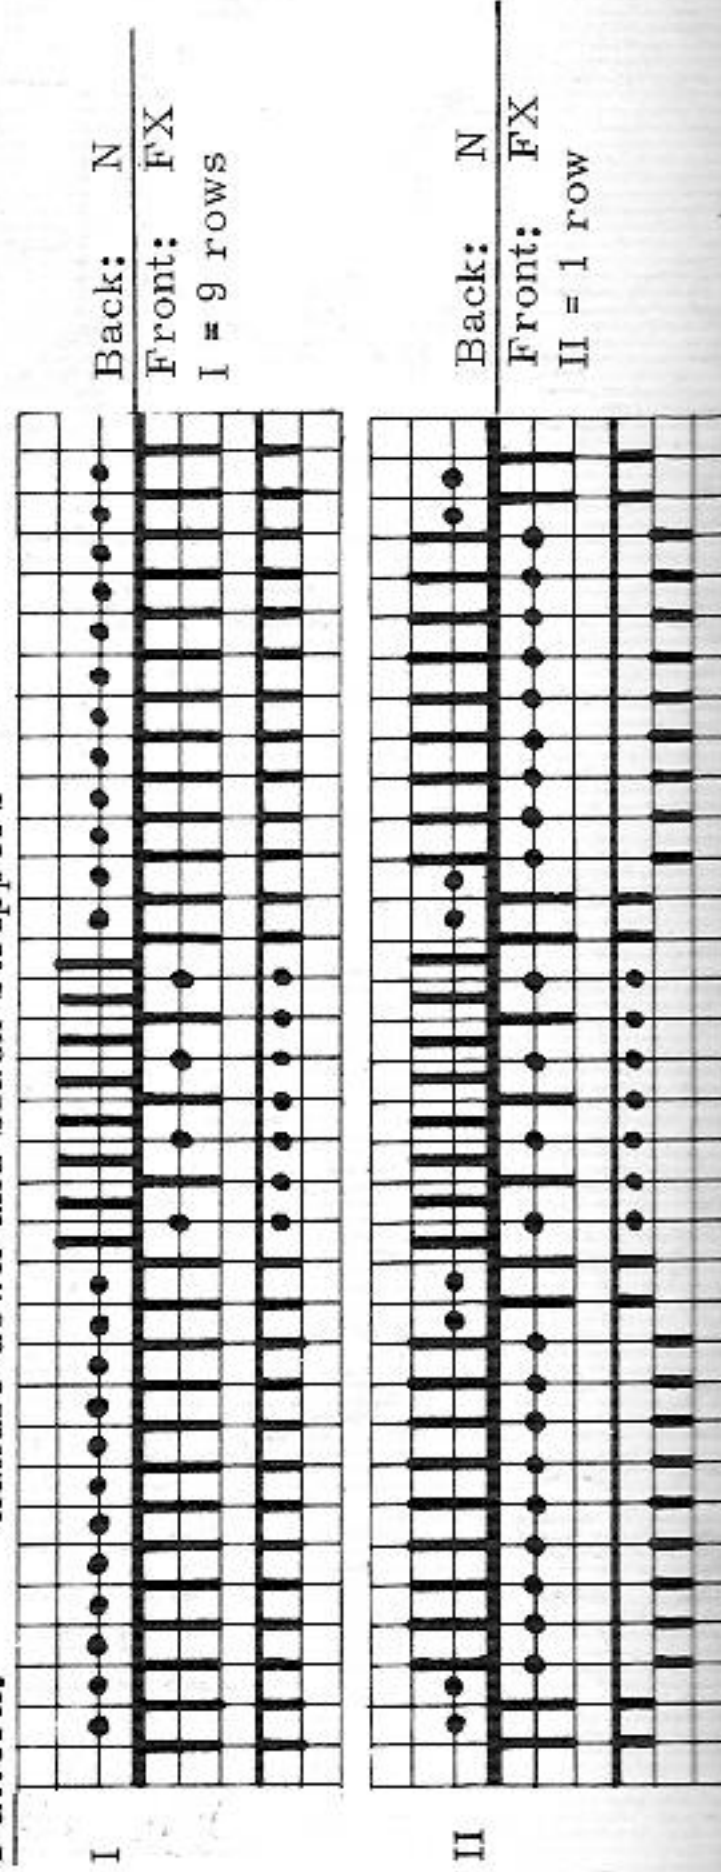 I
Back: N
Front: FX
I = 9 rows
II
Back: N
Front: FX
II = 1 row